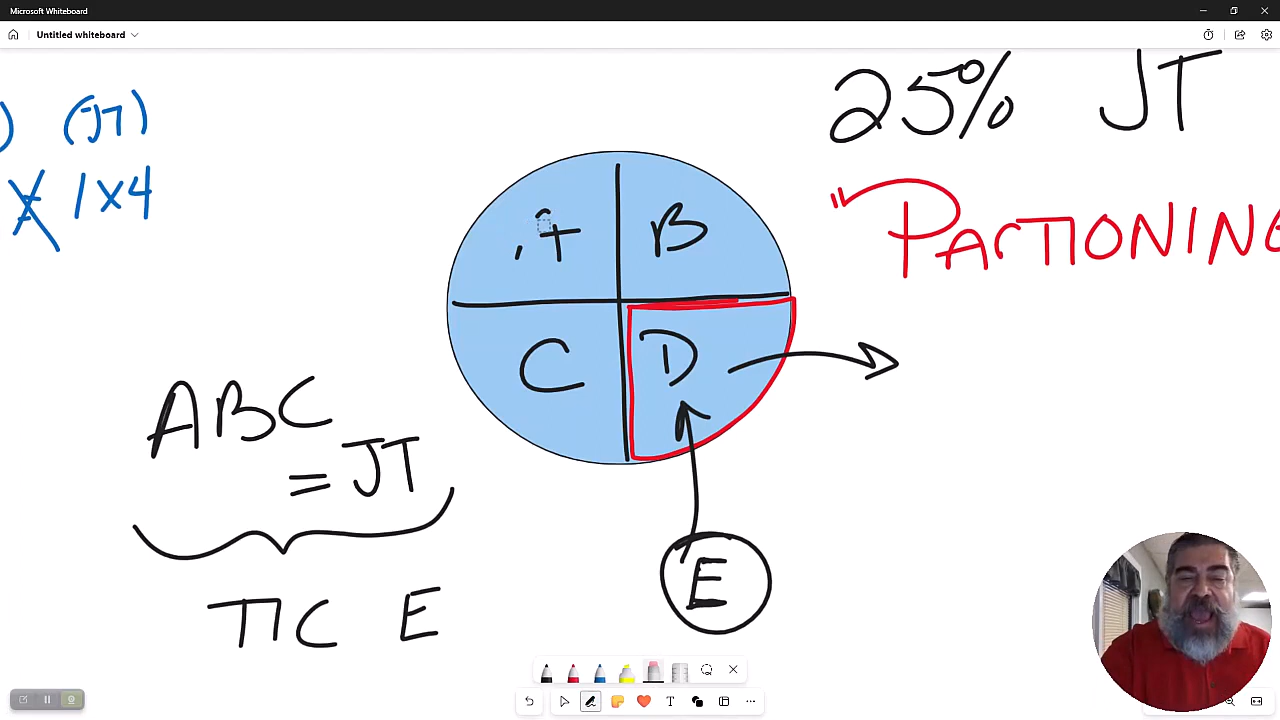 Microsoft Whiteboard
Untitled whiteboard
) (JT)
X 1X4
25% JT
"PARTIONING
B
C D
ABC
= JT
TIC E
E
T